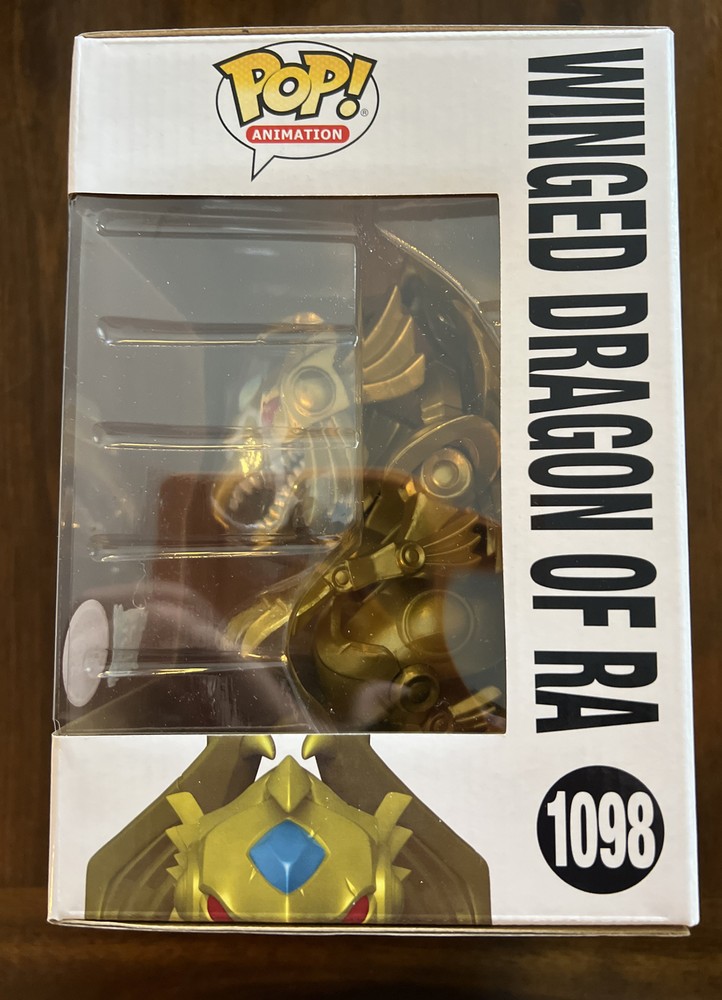 POP!®
ANIMATION
WINGED DRAGON OF RA
1098